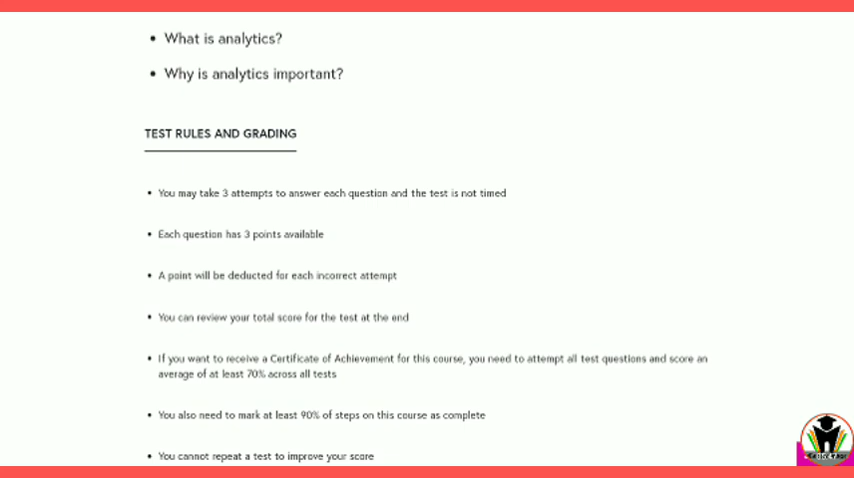 • What is analytics?
• Why is analytics important?
TEST RULES AND GRADING
• You may take 3 attempts to answer each question and the test is not timed
• Each question has 3 points available
• A point will be deducted for each incorrect attempt
• You can review your total score for the test at the end
• If you want to receive a Certificate of Achievement for this course, you need to attempt all test questions and score an
average of at least 70% across all tests
• You also need to mark at least 90% of steps on this course as complete
• You cannot repeat a test to improve your score